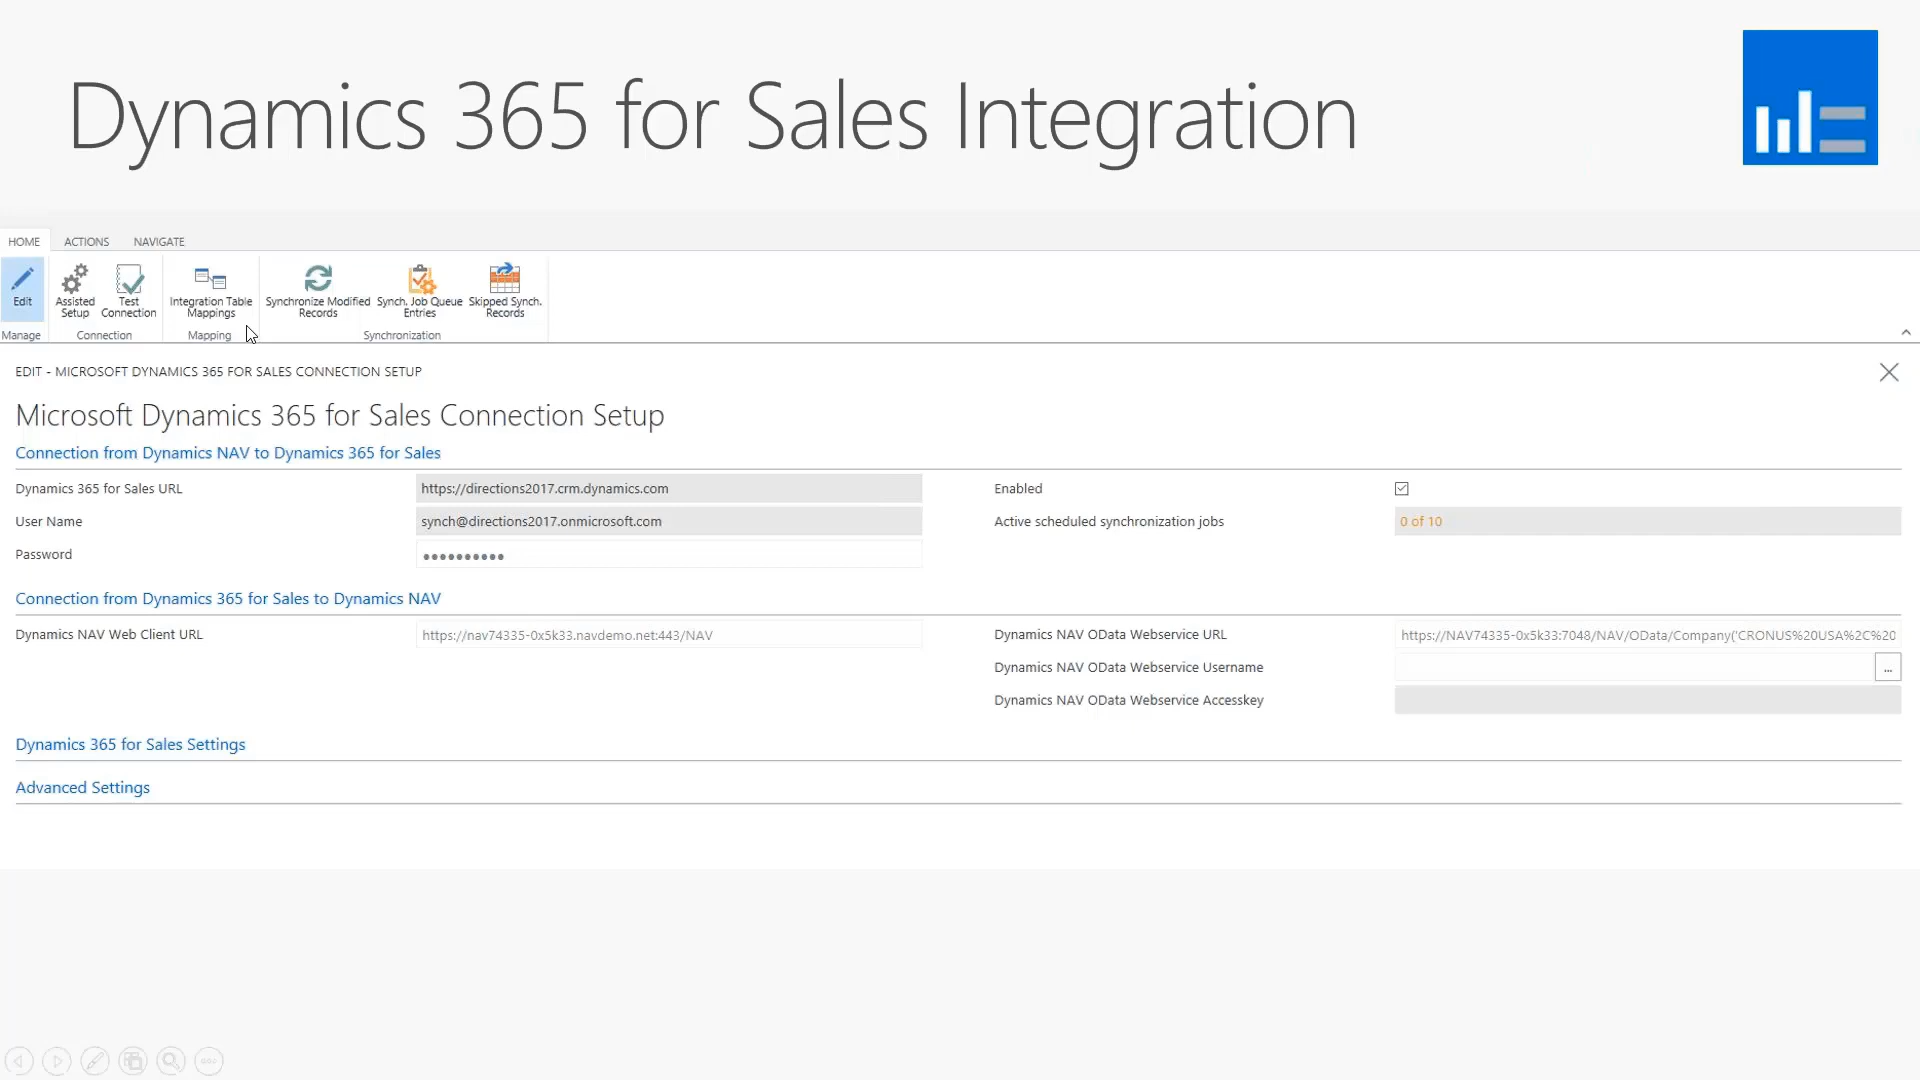 Dynamics 365 for Sales Integration
HOME ACTIONS NAVIGATE
Edit
Assisted Setup
Test Connection
Integration Table Mappings
Synchronize Modified Records
Synch. Job Queue Entries
Skipped Synch. Records
Manage Connection Mapping Synchronization
EDIT - MICROSOFT DYNAMICS 365 FOR SALES CONNECTION SETUP
Microsoft Dynamics 365 for Sales Connection Setup
Connection from Dynamics NAV to Dynamics 365 for Sales
Dynamics 365 for Sales URL https://directions2017.crm.dynamics.com Enabled
User Name synch@directions2017.onmicrosoft.com Active scheduled synchronization jobs 0 of 10
Password ••••••••••
Connection from Dynamics 365 for Sales to Dynamics NAV
Dynamics NAV Web Client URL https://nav74335-0x5k33.navdemo.net:443/NAV Dynamics NAV OData Webservice URL https://NAV74335-0x5k33:7048/NAV/OData/Company('CRONUS%20USA%2C%20
Dynamics NAV OData Webservice Username ...
Dynamics NAV OData Webservice Accesskey
Dynamics 365 for Sales Settings
Advanced Settings